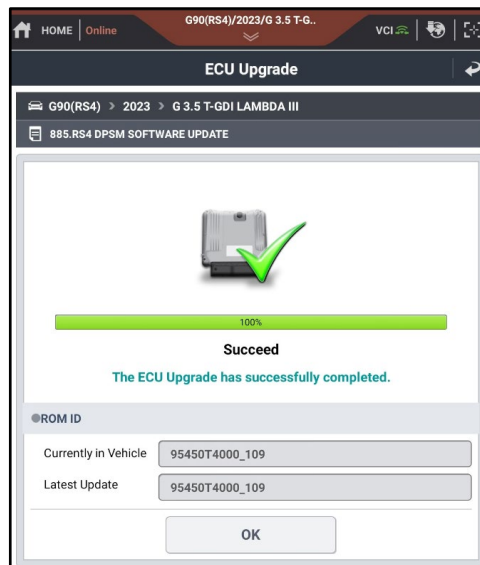 G90(RS4)/2023/G 3.5 T-G..
HOME Online
VCI
ECU Upgrade
G90(RS4) > 2023 > G 3.5 T-GDI LAMBDA III
885.RS4 DPSM SOFTWARE UPDATE
100%
Succeed
The ECU Upgrade has successfully completed.
ROM ID
Currently in Vehicle 95450T4000_109
Latest Update 95450T4000_109
OK